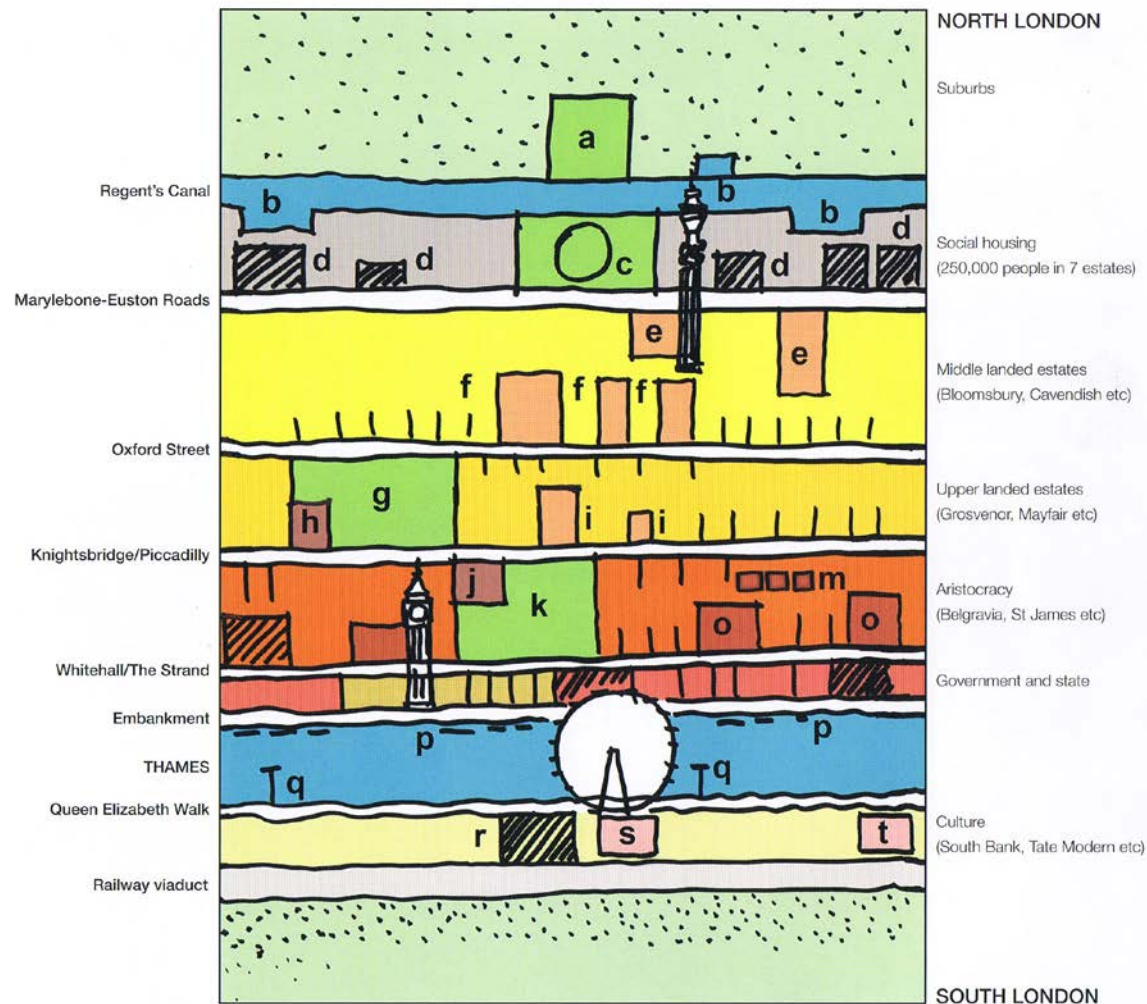 NORTH LONDON
Suburbs
a
Regent's Canal
b
b
b
d
d
d
d
c
Social housing
(250,000 people in 7 estates)
Marylebone-Euston Roads
e
e
Middle landed estates
(Bloomsbury, Cavendish etc)
f
f
f
Oxford Street
g
h
i
i
Upper landed estates
(Grosvenor, Mayfair etc)
Knightsbridge/Piccadilly
j
k
m
o
o
Aristocracy
(Belgravia, St James etc)
Whitehall/The Strand
Government and state
Embankment
p
p
THAMES
q
q
Queen Elizabeth Walk
r
s
t
Culture
(South Bank, Tate Modern etc)
Railway viaduct
SOUTH LONDON